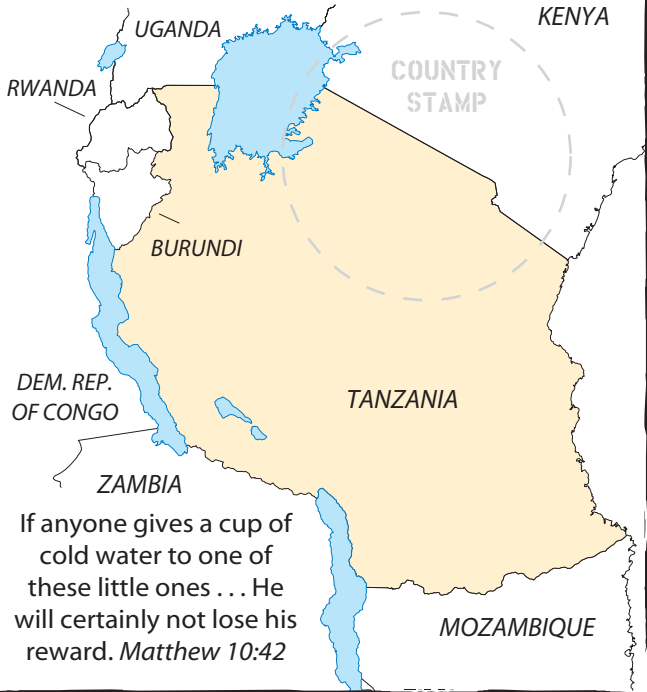 UGANDA
KENYA
COUNTRY
STAMP
RWANDA
BURUNDI
DEM. REP.
OF CONGO
TANZANIA
ZAMBIA
If anyone gives a cup of
cold water to one of
these little ones . . . He
will certainly not lose his
reward. Matthew 10:42
MOZAMBIQUE